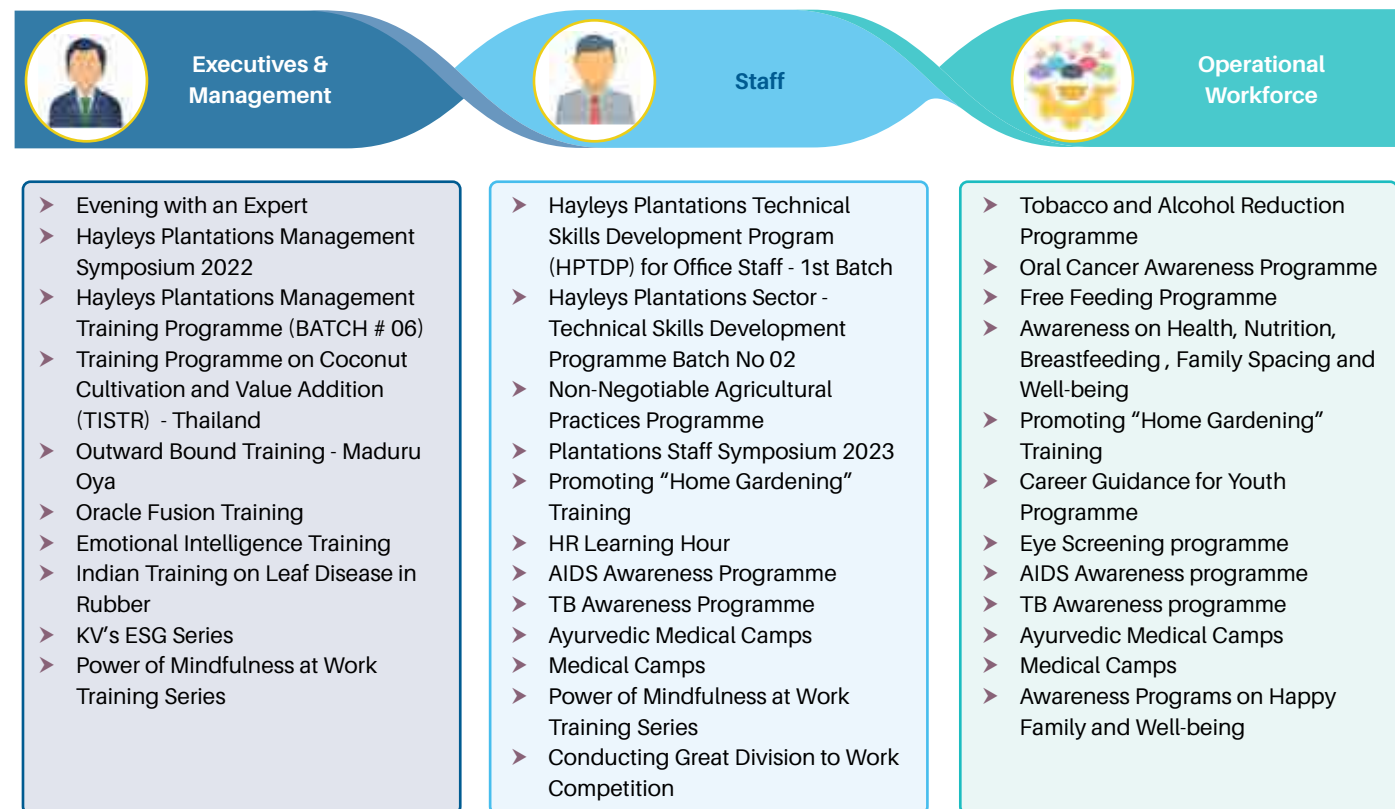 Executives &
Management
Staff
Operational
Workforce
➤ Evening with an Expert
➤ Hayleys Plantations Management
Symposium 2022
➤ Hayleys Plantations Management
Training Programme (BATCH # 06)
➤ Training Programme on Coconut
Cultivation and Value Addition
(TISTR) - Thailand
➤ Outward Bound Training - Maduru
Oya
➤ Oracle Fusion Training
➤ Emotional Intelligence Training
➤ Indian Training on Leaf Disease in
Rubber
➤ KV's ESG Series
➤ Power of Mindfulness at Work
Training Series
➤ Hayleys Plantations Technical
Skills Development Program
(HPTDP) for Office Staff - 1st Batch
➤ Hayleys Plantations Sector -
Technical Skills Development
Programme Batch No 02
➤ Non-Negotiable Agricultural
Practices Programme
➤ Plantations Staff Symposium 2023
➤ Promoting “Home Gardening”
Training
➤ HR Learning Hour
➤ AIDS Awareness Programme
➤ TB Awareness Programme
➤ Ayurvedic Medical Camps
➤ Medical Camps
➤ Power of Mindfulness at Work
Training Series
➤ Conducting Great Division to Work
Competition
➤ Tobacco and Alcohol Reduction
Programme
➤ Oral Cancer Awareness Programme
➤ Free Feeding Programme
➤ Awareness on Health, Nutrition,
Breastfeeding , Family Spacing and
Well-being
➤ Promoting “Home Gardening”
Training
➤ Career Guidance for Youth
Programme
➤ Eye Screening programme
➤ AIDS Awareness programme
➤ TB Awareness programme
➤ Ayurvedic Medical Camps
➤ Medical Camps
➤ Awareness Programs on Happy
Family and Well-being